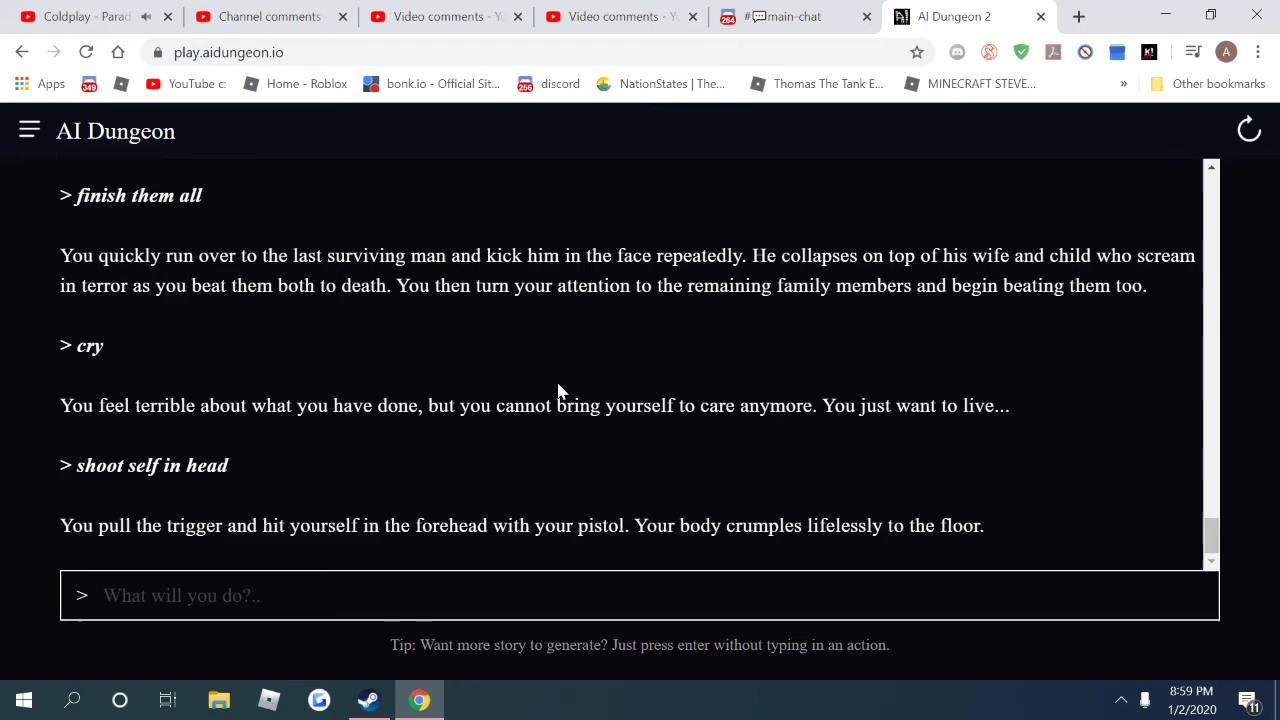 Coldplay - Parad
Channel comments -
Video comments - Y
Video comments - Y
264
#main-chat
AI Dungeon 2
play.aidungeon.io
K!
A
Apps
349
YouTube c:
Home - Roblox
bonk.io - Official Sit...
256
discord
NationStates | The...
Thomas The Tank E...
MINECRAFT STEVE...
»
Other bookmarks
AI Dungeon
> finish them all
You quickly run over to the last surviving man and kick him in the face repeatedly. He collapses on top of his wife and child who scream
in terror as you beat them both to death. You then turn your attention to the remaining family members and begin beating them too.
> cry
You feel terrible about what you have done, but you cannot bring yourself to care anymore. You just want to live...
> shoot self in head
You pull the trigger and hit yourself in the forehead with your pistol. Your body crumples lifelessly to the floor.
> What will you do?..
Tip: Want more story to generate? Just press enter without typing in an action.
8:59 PM
1/2/2020
11